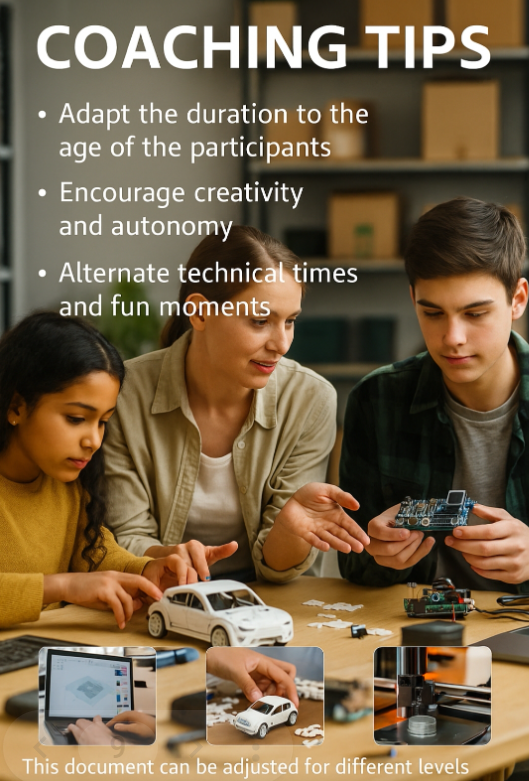 COACHING TIPS
• Adapt the duration to the
age of the participants
• Encourage creativity
and autonomy
• Alternate technical times
and fun moments
This document can be adjusted for different levels